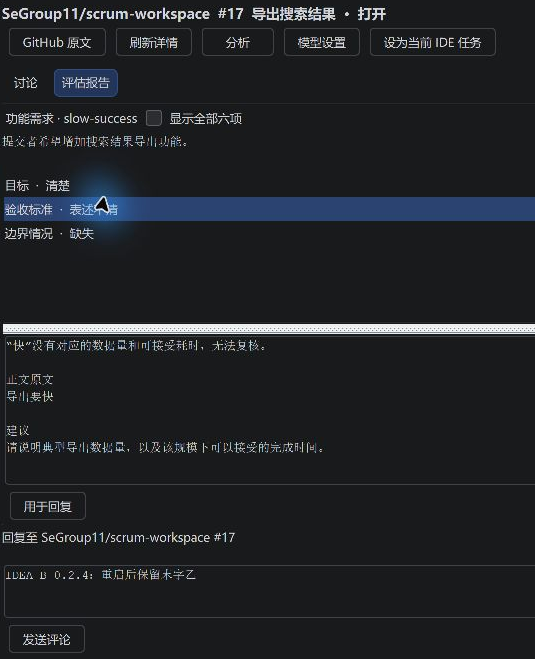 SeGroup11/scrum-workspace #17 导出搜索结果 • 打开
GitHub 原文 刷新详情 分析 模型设置 设为当前 IDE 任务
讨论 评估报告
功能需求 · slow-success 显示全部六项
提交者希望增加搜索结果导出功能。
目标 · 清楚
验收标准 · 表述不清
边界情况 · 缺失
“快”没有对应的数据量和可接受耗时，无法复核。
正文原文
导出要快
建议
请说明典型导出数据量，以及该规模下可以接受的完成时间。
用于回复
回复至 SeGroup11/scrum-workspace #17
IDEA B 0.2.4: 重启后保留未字乙
发送评论